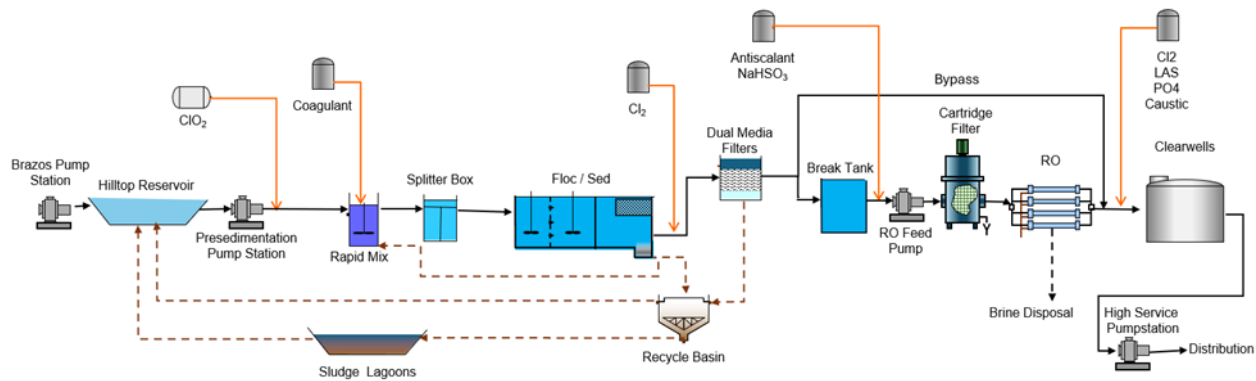 Brazos Pump
Station
Hilltop Reservoir
ClO₂
Presedimentation
Pump Station
Coagulant
Rapid Mix
Splitter Box
Floc / Sed
Cl₂
Dual Media
Filters
Recycle Basin
Sludge Lagoons
Antiscalant
NaHSO₃
Bypass
Break Tank
RO Feed
Pump
Cartridge
Filter
RO
Brine Disposal
Cl2
LAS
PO4
Caustic
Clearwells
High Service
Pumpstation
Distribution